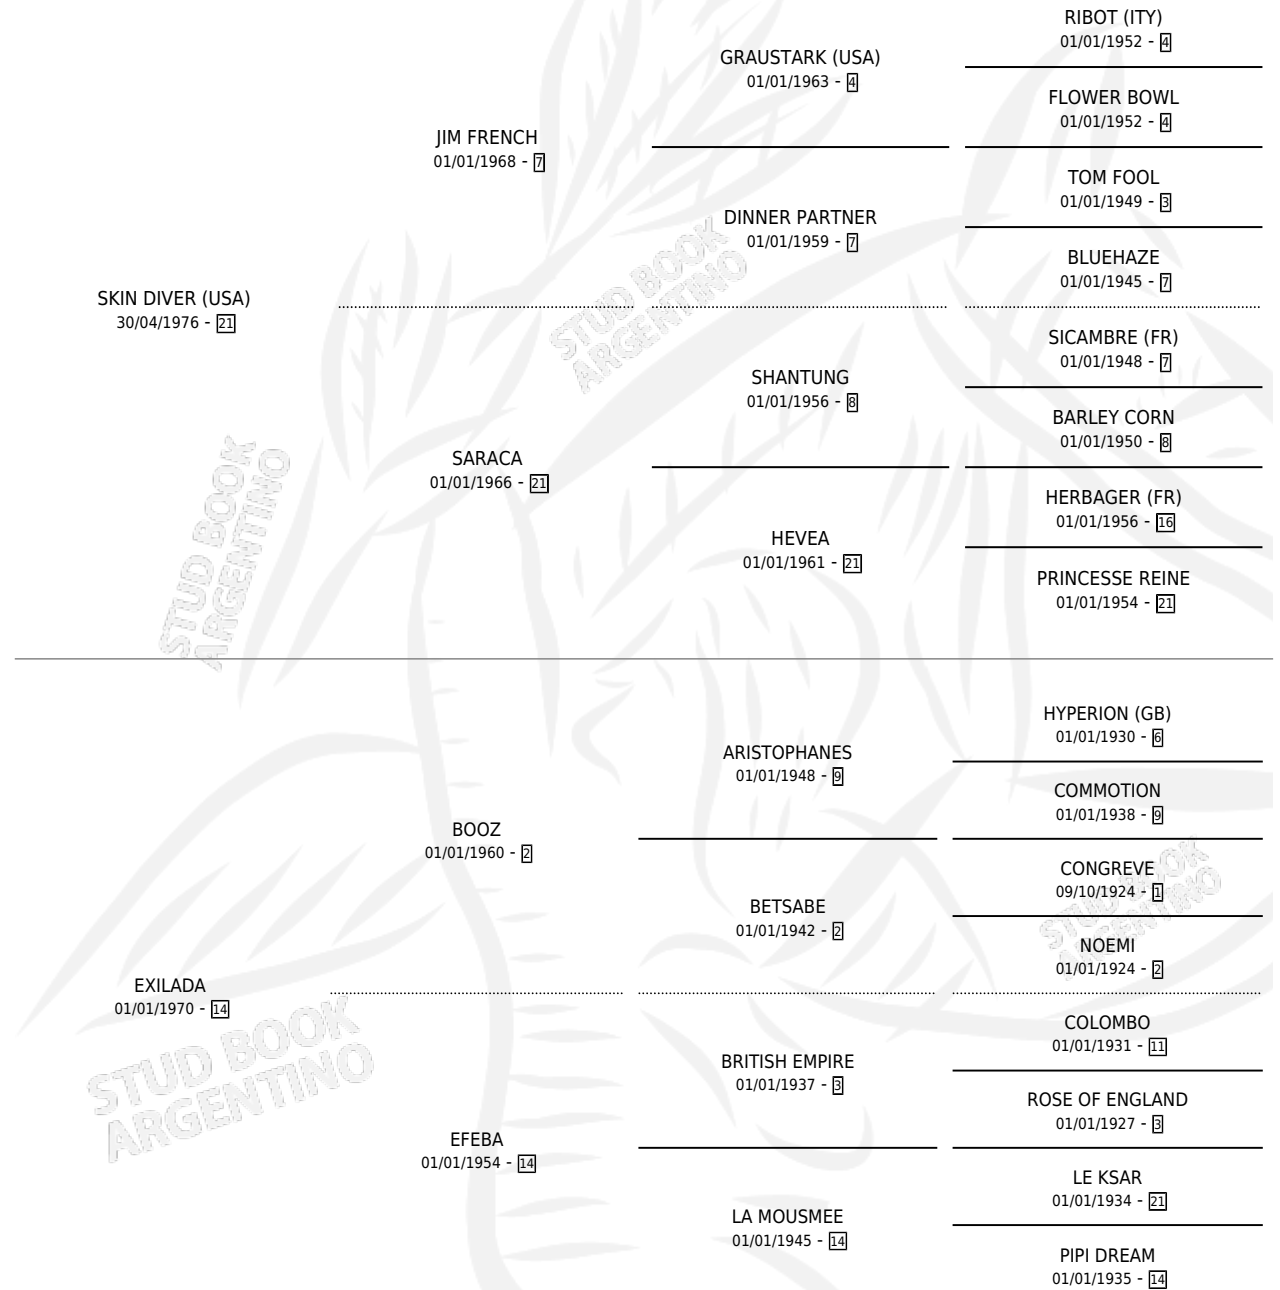 RIBOT (ITY)
01/01/1952 - 4
GRAUSTARK (USA)
01/01/1963 - 4
FLOWER BOWL
01/01/1952 - 4
JIM FRENCH
01/01/1968 - 7
TOM FOOL
01/01/1949 - 3
DINNER PARTNER
01/01/1959 - 7
BLUEHAZE
01/01/1945 - 7
SKIN DIVER (USA)
30/04/1976 - 21
STUD BOOK
ARGENTINO
SICAMBRE (FR)
01/01/1948 - 7
SHANTUNG
01/01/1956 - 8
BARLEY CORN
01/01/1950 - 8
SARACA
01/01/1966 - 21
HERBAGER (FR)
01/01/1956 - 16
HEVEA
01/01/1961 - 21
PRINCESSE REINE
01/01/1954 - 21
STUD BOOK
ARGENTINO
HYPERION (GB)
01/01/1930 - 6
ARISTOPHANES
01/01/1948 - 9
COMMOTION
01/01/1938 - 9
BOOZ
01/01/1960 - 2
CONGREVE
09/10/1924 - 1
BETSABE
01/01/1942 - 2
NOEMI
01/01/1924 - 2
STUD BOOK
ARGENTINO
EXILADA
01/01/1970 - 14
COLOMBO
01/01/1931 - 11
BRITISH EMPIRE
01/01/1937 - 3
ROSE OF ENGLAND
01/01/1927 - 3
STUD BOOK
ARGENTINO
EFEBA
01/01/1954 - 14
LE KSAR
01/01/1934 - 21
LA MOUSMEE
01/01/1945 - 14
PIPI DREAM
01/01/1935 - 14